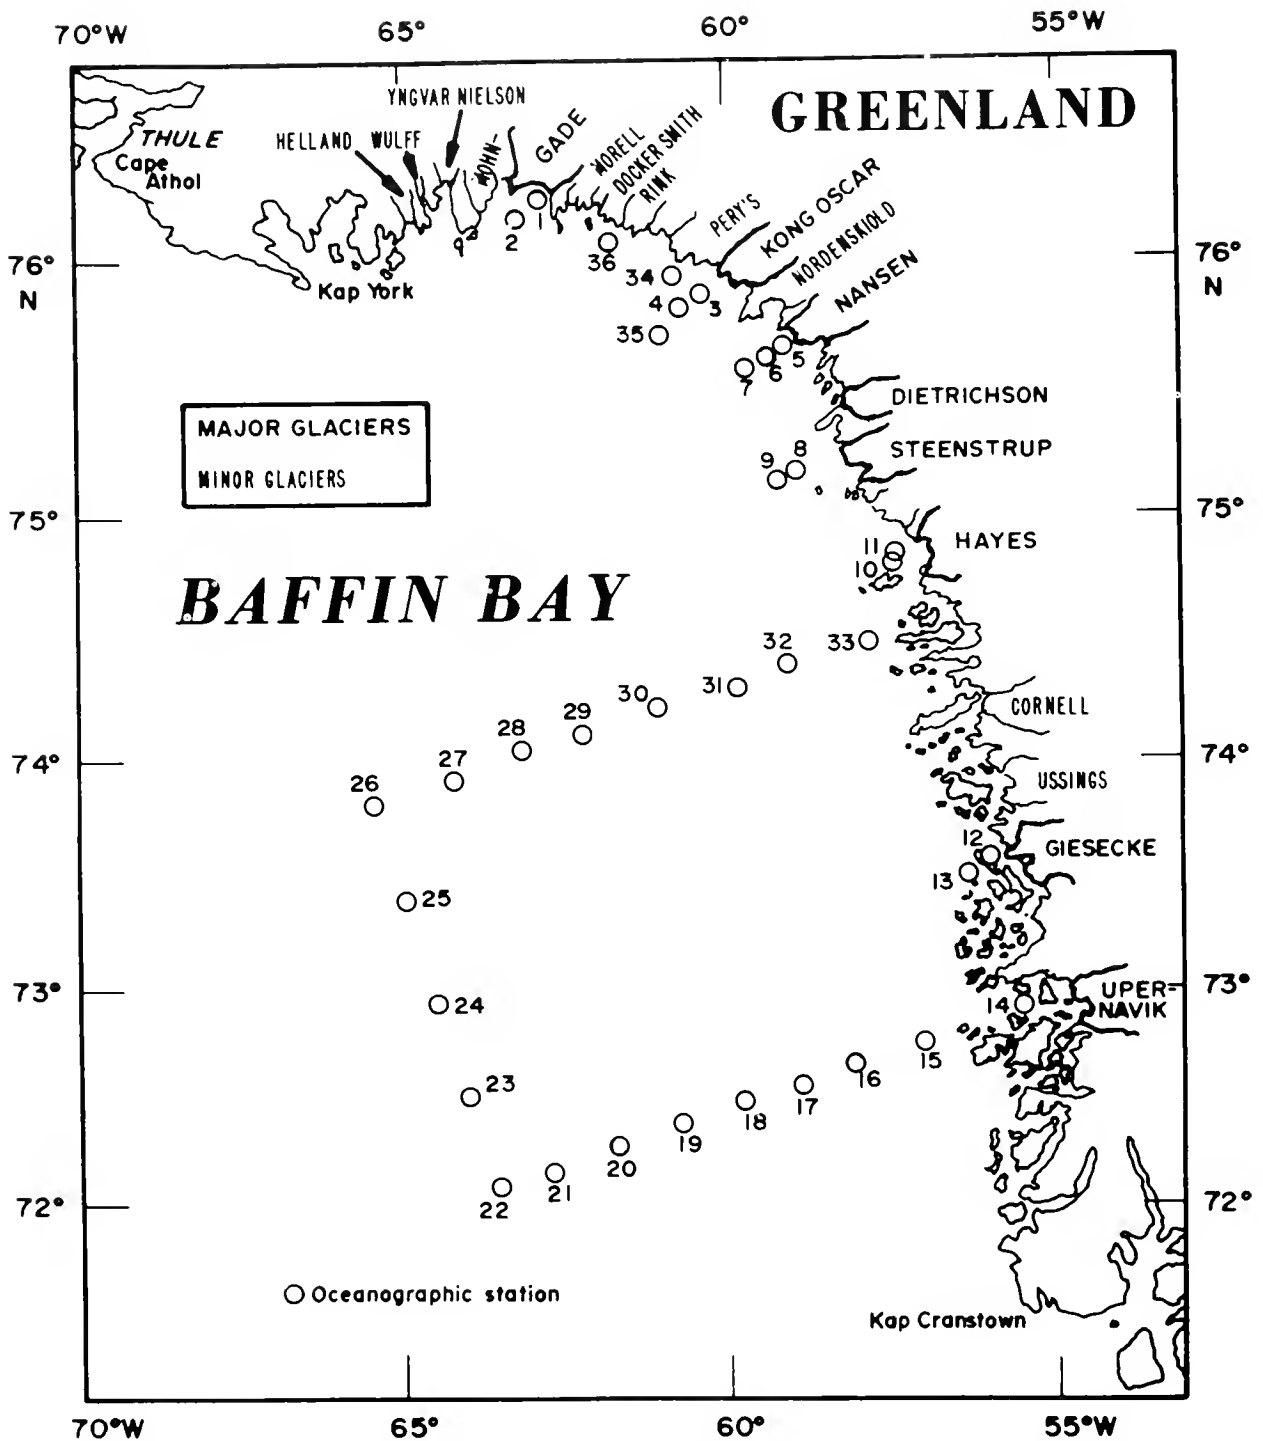 70°W 65° 60° 55°W
GREENLAND
YNGVAR NIELSON
HELLAND WULFF
MOHN-
GADE
MORELL
DOCKER SMITH
RINK
PERY'S
KONG OSCAR
NORDENSKIOLD
NANSEN
THULE
Cape
Athol
Kap York
76°
N
76°
N
1
2
36
34
4
3
35
5
6
7
DIETRICHSON
STEENSTRUP
MAJOR GLACIERS
MINOR GLACIERS
8
9
75°
75°
HAYES
11
10
BAFFIN BAY
33
32
31
30
29
28
27
26
CORNELL
74°
74°
USSINGS
12
GIESECKE
13
25
73°
73°
24
14
UPER-
NAVIK
15
16
23
17
18
19
20
21
22
72°
72°
Oceanographic station
Kap Cranstown
70°W 65° 60° 55°W